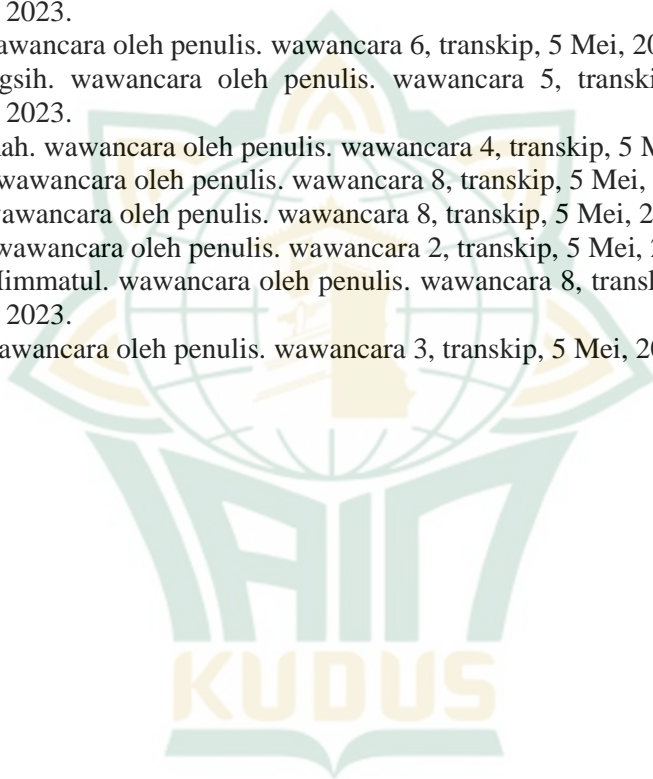 2023.
awancara oleh penulis. wawancara 6, transkip, 5 Mei, 20
gsih. wawancara oleh penulis. wawancara 5, transki
2023.
ah. wawancara oleh penulis. wawancara 4, transkip, 5 M
wawancara oleh penulis. wawancara 8, transkip, 5 Mei,
awancara oleh penulis. wawancara 8, transkip, 5 Mei, 2
wawancara oleh penulis. wawancara 2, transkip, 5 Mei,
Himmatul. wawancara oleh penulis. wawancara 8, trans
2023.
awancara oleh penulis. wawancara 3, transkip, 5 Mei, 20
IAIN
KUDUS